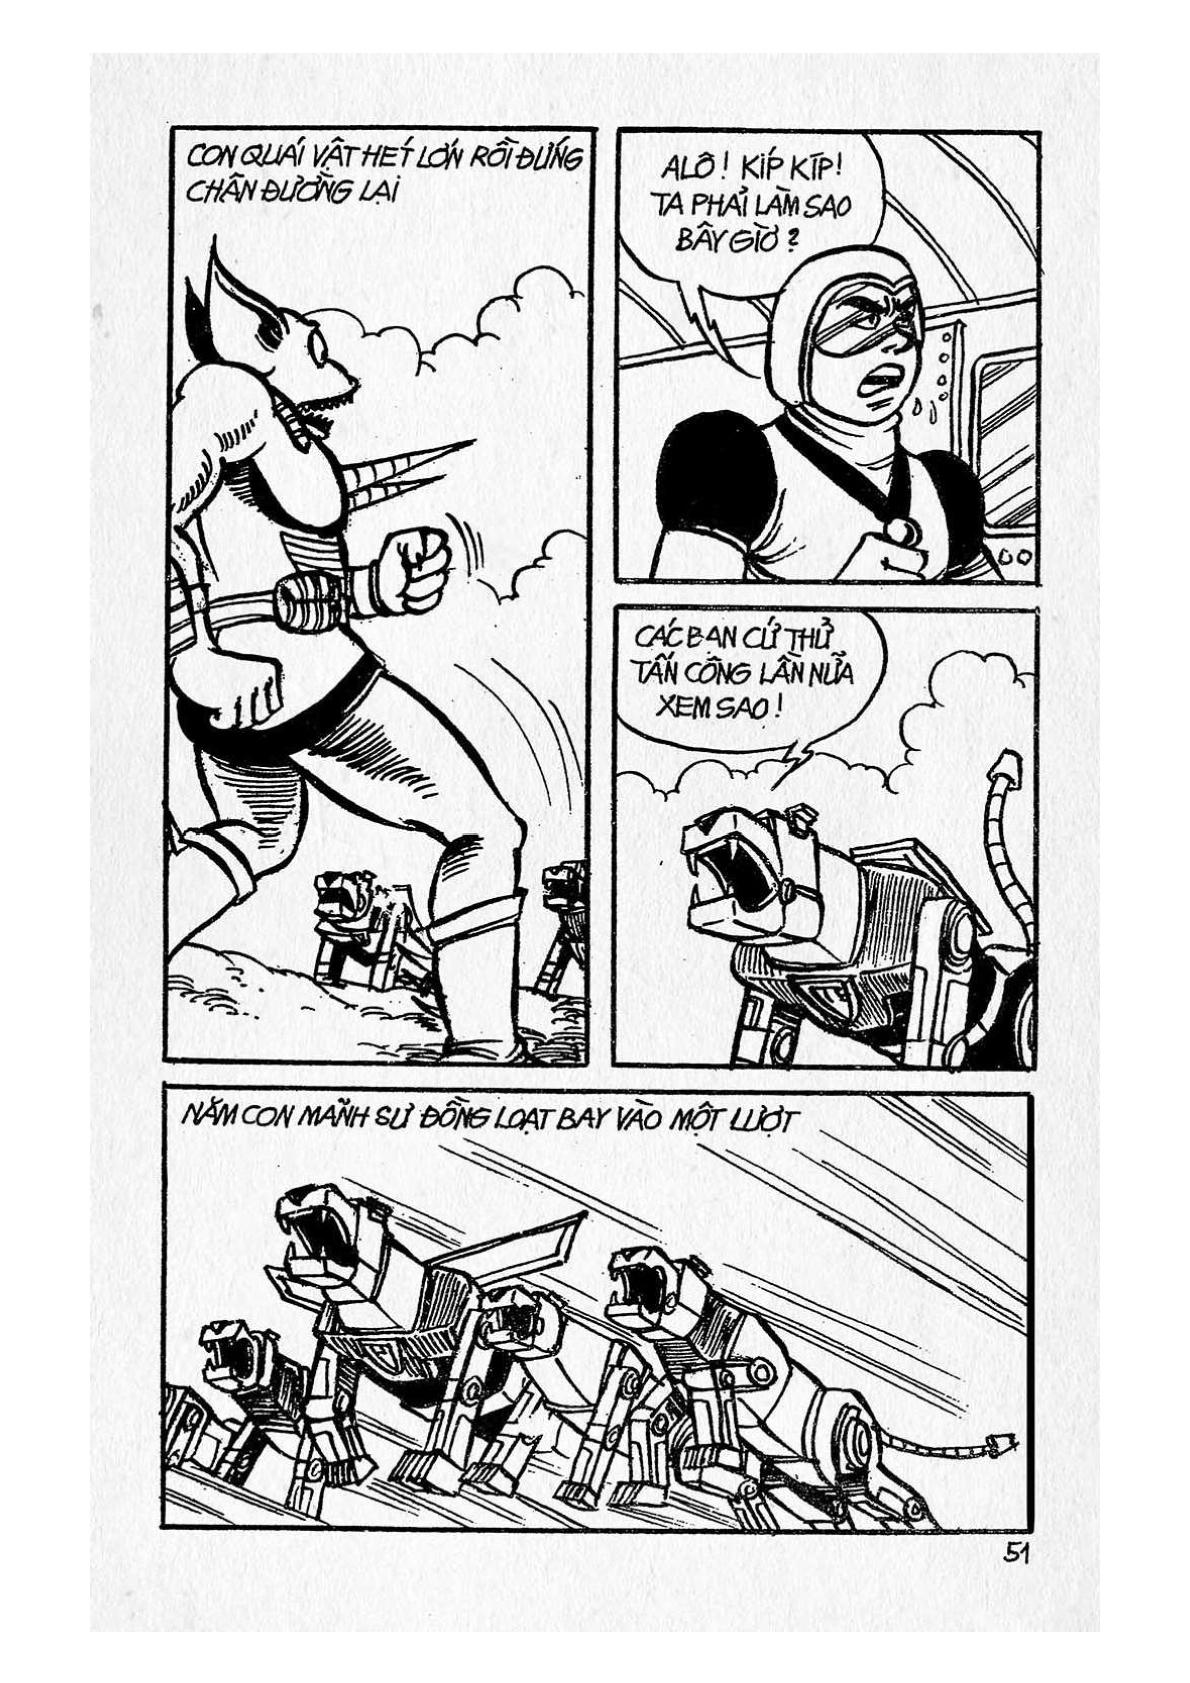 CON QUÁI VẬT HÉT LỚN RỒI ĐỨNG
CHẮN ĐƯỜNG LẠI
ALÔ! KÍP KÍP!
TA PHẢI LÀM SAO
BÂY GIỜ?
CÁC BẠN CỨ THỬ
TẤN CÔNG LẦN NỮA
XEM SAO!
NĂM CON MÃNH SƯ ĐỒNG LOẠT BAY VÀO MỘT LƯỢT
51